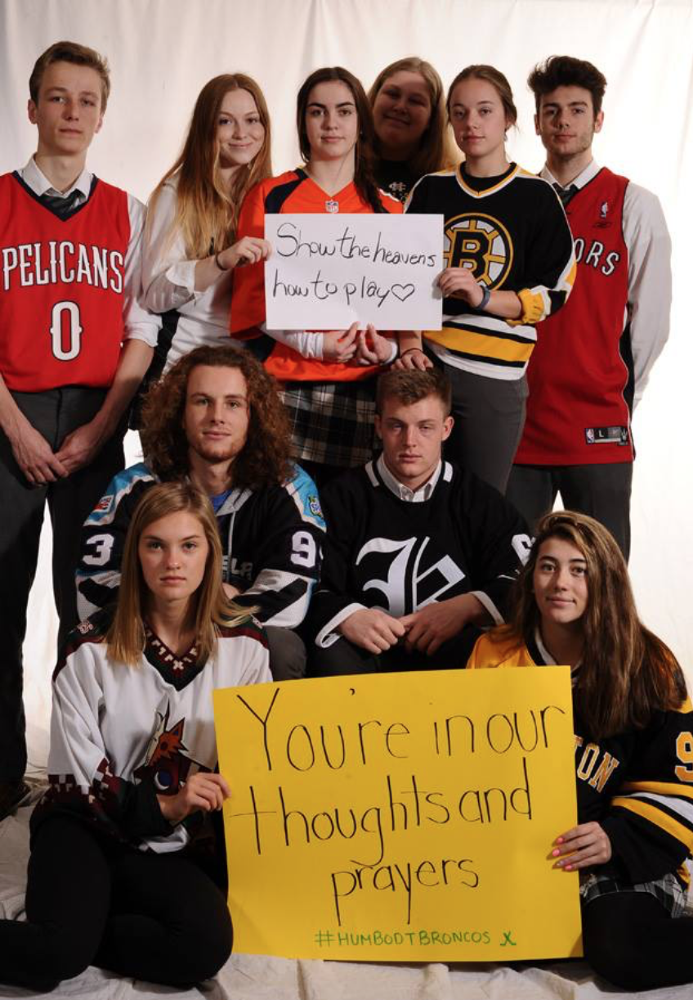 Show the heavens
how to play♡
B
ORS
PELICANS
0
L
3
9
You're in our
thoughts and
prayers
#HUMBODTBRONCOS X
TON
9